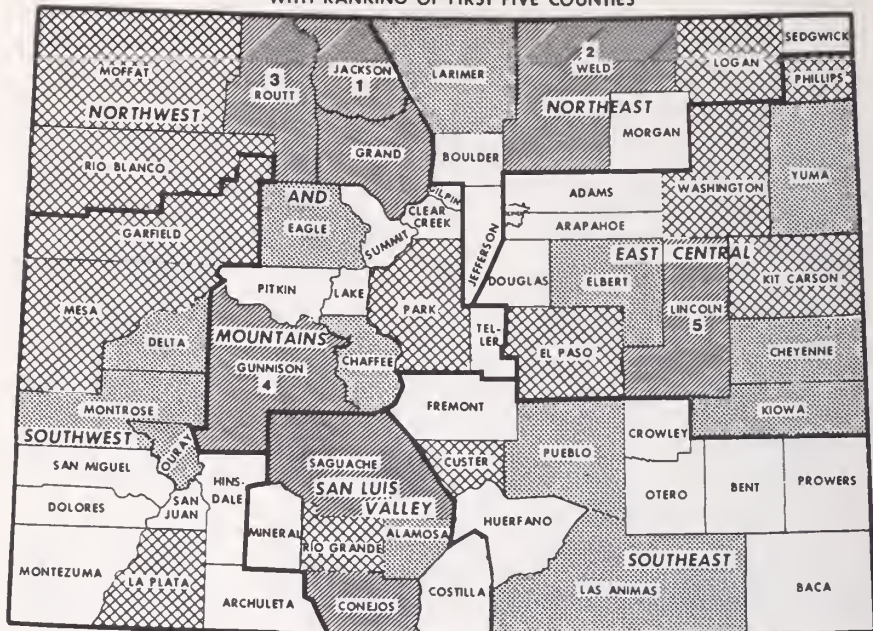 WITH RANKING OF FIRST FIVE COUNTIES
MOFFAT
NORTHWEST
RIO BLANCO
GARFIELD
MESA
DELTA
MONTROSE
SOUTHWEST
OURAY
SAN MIGUEL
DOLORES
SAN JUAN
MONTEZUMA
LA PLATA
3
ROUTT
JACKSON
1
GRAND
AND
EAGLE
SUMMIT
PITKIN
LAKE
MOUNTAINS
GUNNISON
4
CHAFFEE
HINS-
DALE
MINERAL
ARCHULETA
SAGUACHE
SAN LUIS
VALLEY
RIO GRANDE
ALAMOSA
CONEJOS
COSTILLA
LARIMER
BOULDER
GILPIN
CLEAR
CREEK
JEFFERSON
PARK
TEL-
LER
FREMONT
CUSTER
HUERFANO
2
WELD
NORTHEAST
MORGAN
ADAMS
ARAPAHOE
DOUGLAS
EAST CENTRAL
ELBERT
EL PASO
LINCOLN
5
PUEBLO
CROWLEY
OTERO
SOUTHEAST
LAS ANIMAS
LOGAN
SEDGWICK
PHILLIPS
WASHINGTON
YUMA
KIT CARSON
CHEYENNE
KIOWA
BENT
PROWERS
BACA